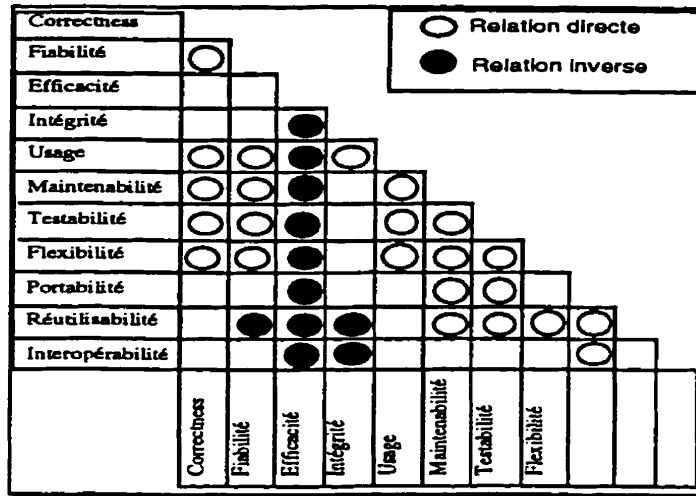 Correctness
Relation directe
Fiabilité
Relation inverse
Efficacité
Intégrité
Usage
Maintenabilité
Testabilité
Flexibilité
Portabilité
Réutilisabilité
Interopérabilité
Correctness
Fiabilité
Efficacité
Intégrité
Usage
Maintenabilité
Testabilité
Flexibilité